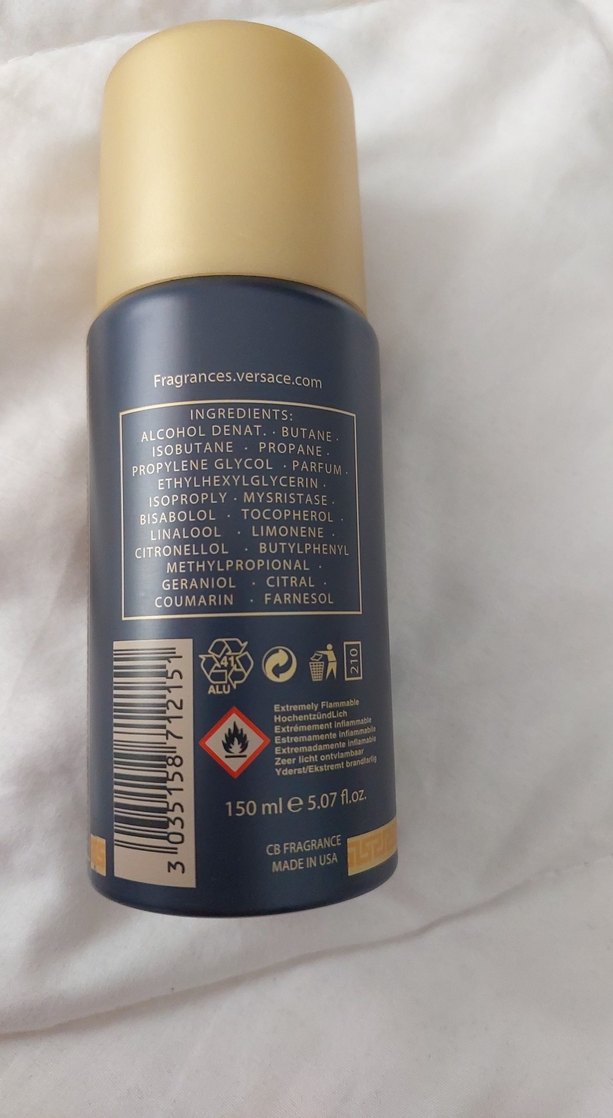 Fragrances.versace.com
INGREDIENTS:
ALCOHOL DENAT. · BUTANE ·
ISOBUTANE · PROPANE ·
PROPYLENE GLYCOL · PARFUM ·
ETHYLHEXYLGLYCERIN ·
ISOPROPLY · MYSRISTASE ·
BISABOLOL · TOCOPHEROL ·
LINALOOL · LIMONENE ·
CITRONELLOL · BUTYLPHENYL
METHYLPROPIONAL ·
GERANIOL · CITRAL ·
COUMARIN · FARNESOL
41
ALU
210
Extremely Flammable
HochentzündLich
Extrémement inflammable
Estremamente infiammabile
Extremadamente inflamable
Zeer licht ontvlambaar
Yderst/Ekstremt brandfarlig
150 ml e 5.07 fl.oz.
CB FRAGRANCE
MADE IN USA
3 035158 712151